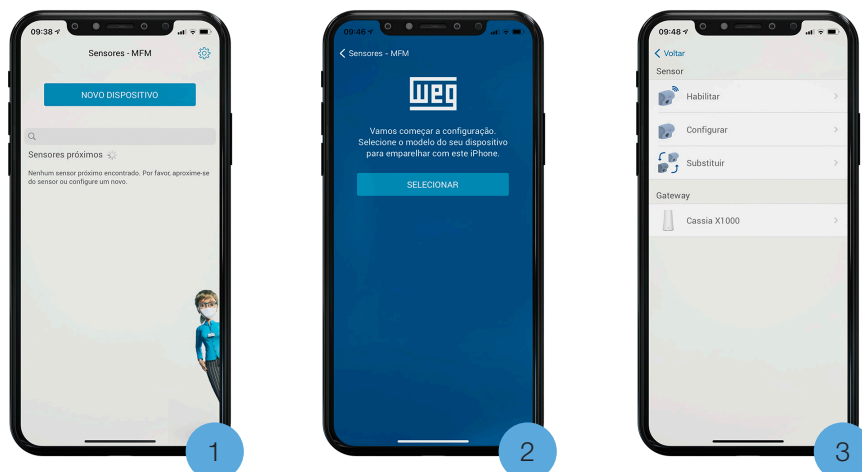 09:38
Sensores - MFM
NOVO DISPOSITIVO
Sensores próximos
Nenhum sensor próximo encontrado. Por favor, aproxime-se
do sensor ou configure um novo.
1
09:46
Sensores - MFM
WEG
Vamos começar a configuração.
Selecione o modelo do seu dispositivo
para emparelhar com este iPhone.
SELECIONAR
2
09:48
Voltar
Sensor
Habilitar
Configurar
Substituir
Gateway
Cassia X1000
3